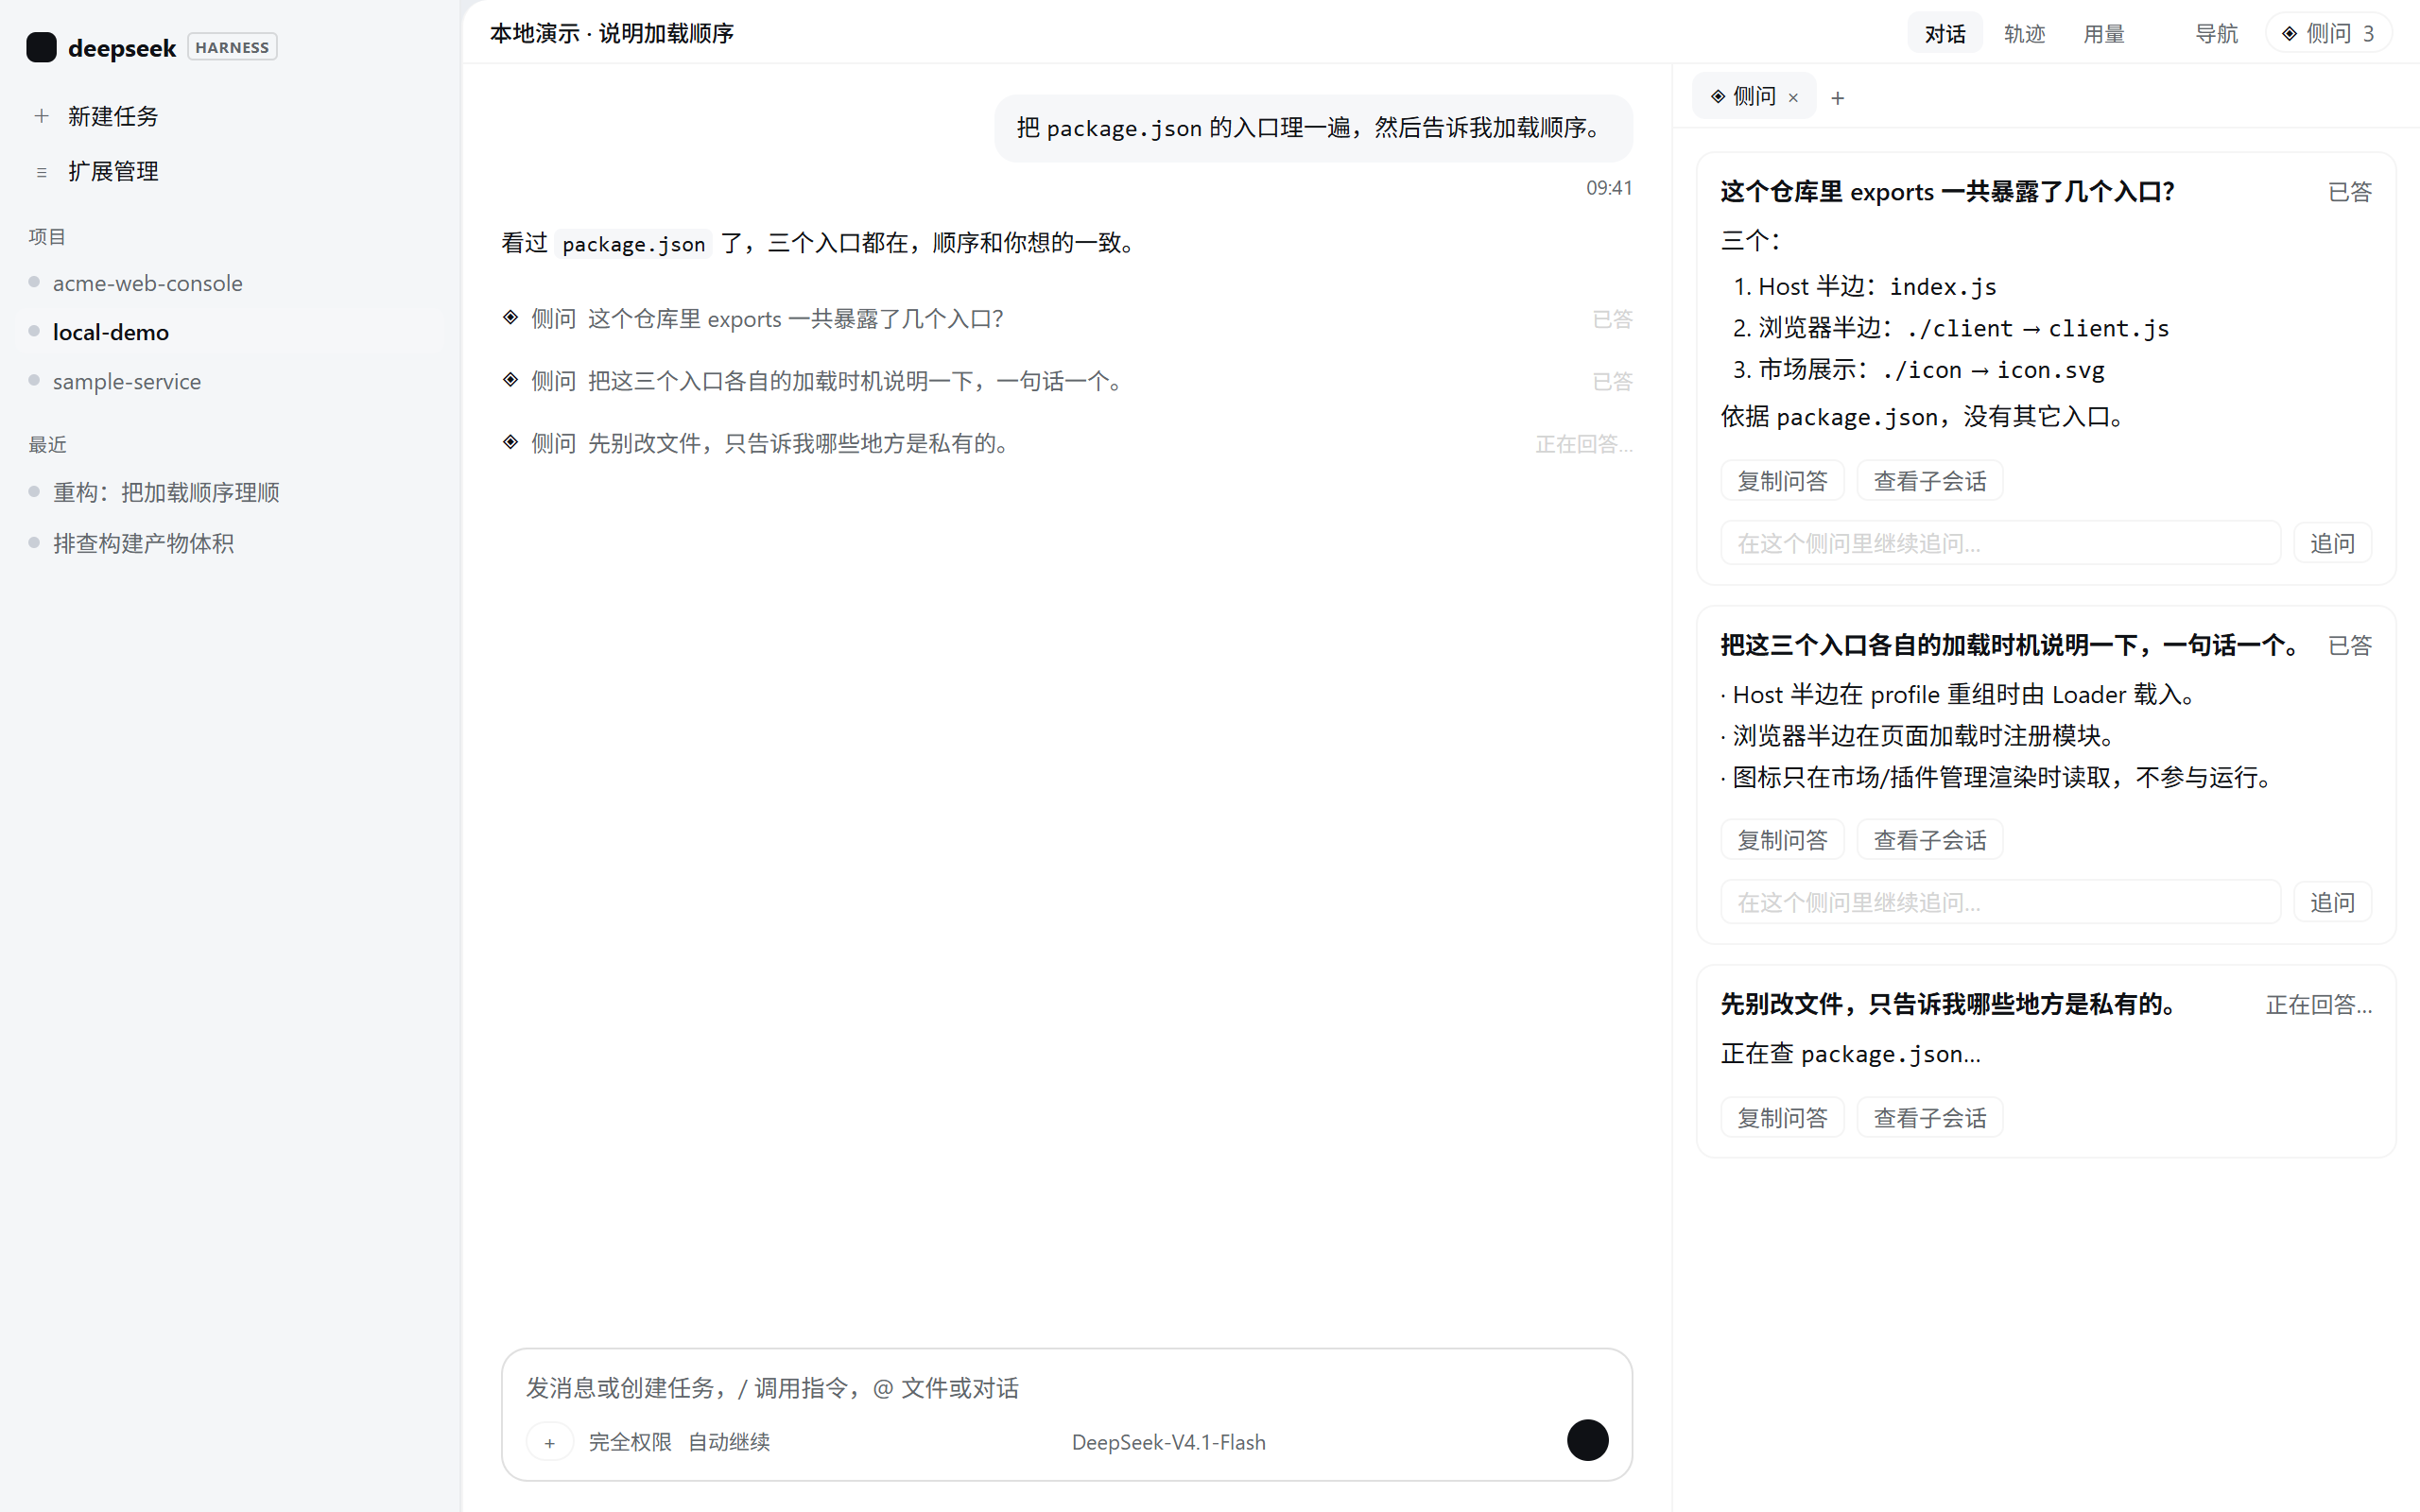 deepseek HARNESS
+ 新建任务
≡ 扩展管理
项目
acme-web-console
local-demo
sample-service
最近
重构：把加载顺序理顺
排查构建产物体积
本地演示 · 说明加载顺序
对话 轨迹 用量 导航 ◈ 侧问 3
把 package.json 的入口理一遍，然后告诉我加载顺序。
09:41
看过 package.json 了，三个入口都在，顺序和你想的一致。
◈ 侧问 这个仓库里 exports 一共暴露了几个入口？ 已答
◈ 侧问 把这三个入口各自的加载时机说明一下，一句话一个。 已答
◈ 侧问 先别改文件，只告诉我哪些地方是私有的。 正在回答…
发消息或创建任务，/ 调用指令，@ 文件或对话
+ 完全权限 自动继续 DeepSeek-V4.1-Flash
◈ 侧问 × +
这个仓库里 exports 一共暴露了几个入口？ 已答
三个：
1. Host 半边：index.js
2. 浏览器半边：./client → client.js
3. 市场展示：./icon → icon.svg
依据 package.json，没有其它入口。
复制问答 查看子会话
在这个侧问里继续追问… 追问
把这三个入口各自的加载时机说明一下，一句话一个。 已答
· Host 半边在 profile 重组时由 Loader 载入。
· 浏览器半边在页面加载时注册模块。
· 图标只在市场/插件管理渲染时读取，不参与运行。
复制问答 查看子会话
在这个侧问里继续追问… 追问
先别改文件，只告诉我哪些地方是私有的。 正在回答…
正在查 package.json…
复制问答 查看子会话